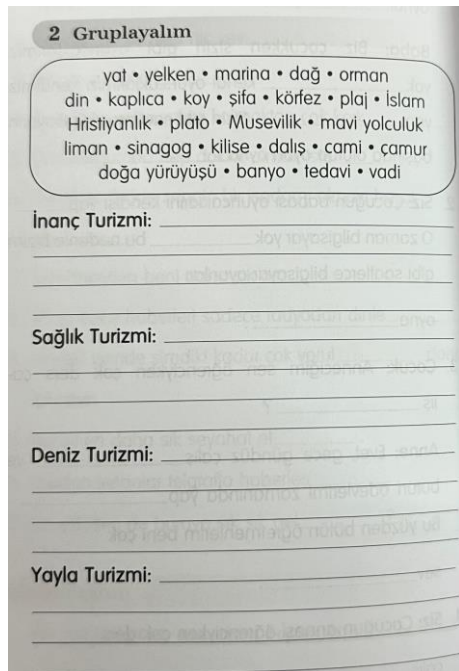 2 Gruplayalım
yat • yelken • marina • dağ • orman
din • kaplıca • koy • şifa • körfez • plaj • İslam
Hristiyanlık • plato • Musevilik • mavi yolculuk
liman • sinagog • kilise • dalış • cami • çamur
doğa yürüyüşü • banyo • tedavi • vadi
İnanç Turizmi:
Sağlık Turizmi:
Deniz Turizmi:
Yayla Turizmi: